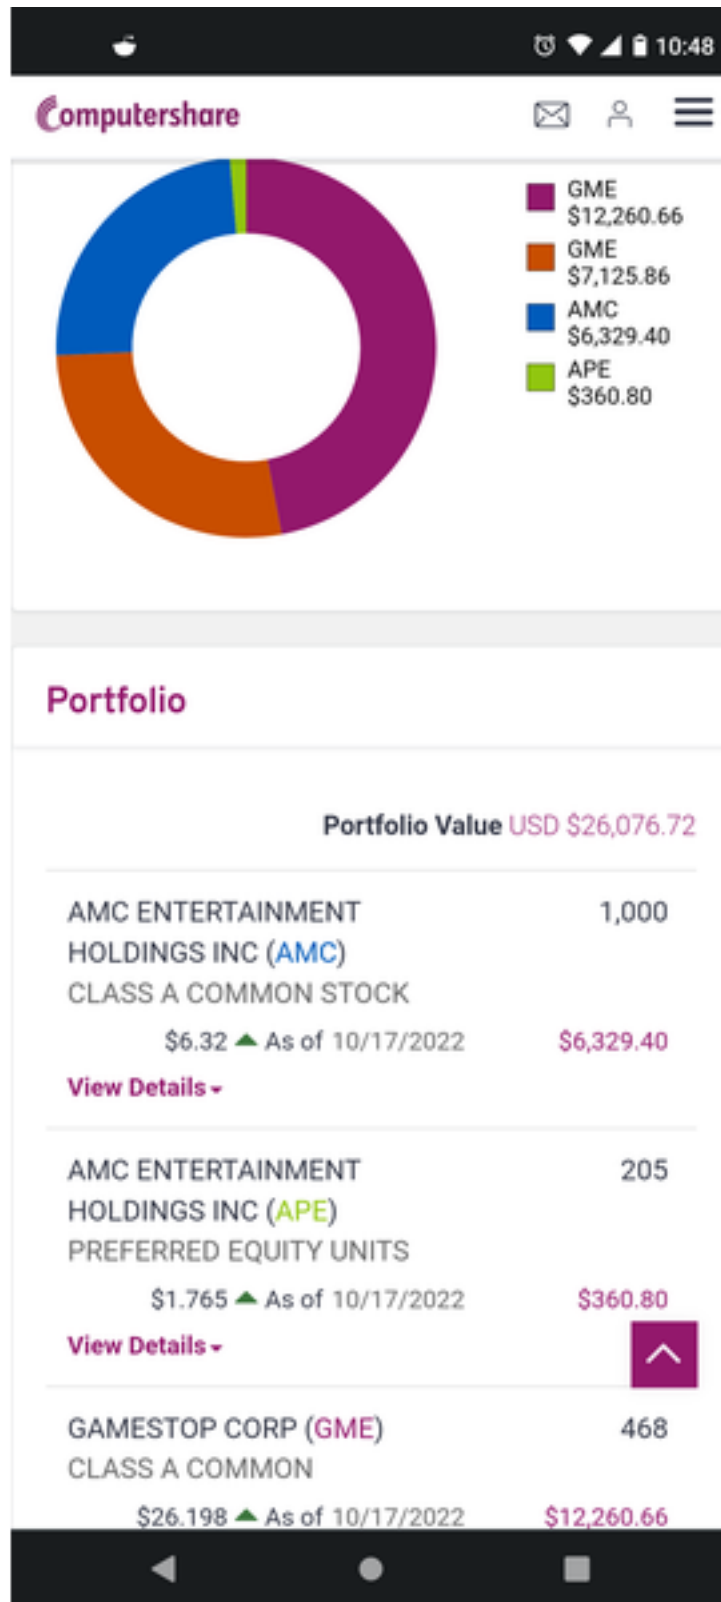 10:48
Computershare
GME
$12,260.66
GME
$7,125.86
AMC
$6,329.40
APE
$360.80
Portfolio
Portfolio Value USD $26,076.72
AMC ENTERTAINMENT 1,000
HOLDINGS INC (AMC)
CLASS A COMMON STOCK
$6.32 As of 10/17/2022 $6,329.40
View Details
AMC ENTERTAINMENT 205
HOLDINGS INC (APE)
PREFERRED EQUITY UNITS
$1.765 As of 10/17/2022 $360.80
View Details
GAMESTOP CORP (GME) 468
CLASS A COMMON
$26.198 As of 10/17/2022 $12,260.66